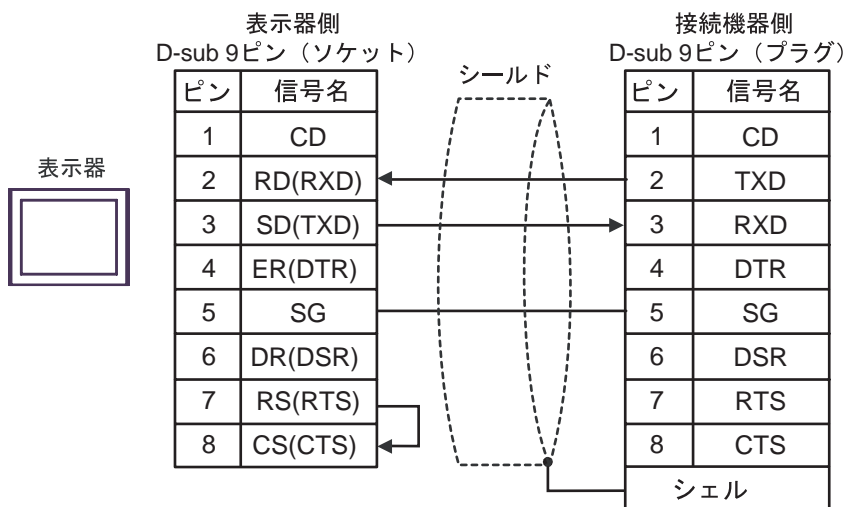 表示器側
D-sub 9ピン（ソケット）
ピン 信号名
1 CD
2 RD(RXD)
3 SD(TXD)
4 ER(DTR)
5 SG
6 DR(DSR)
7 RS(RTS)
8 CS(CTS)
表示器
シールド
接続機器側
D-sub 9ピン（プラグ）
ピン 信号名
1 CD
2 TXD
3 RXD
4 DTR
5 SG
6 DSR
7 RTS
8 CTS
シェル